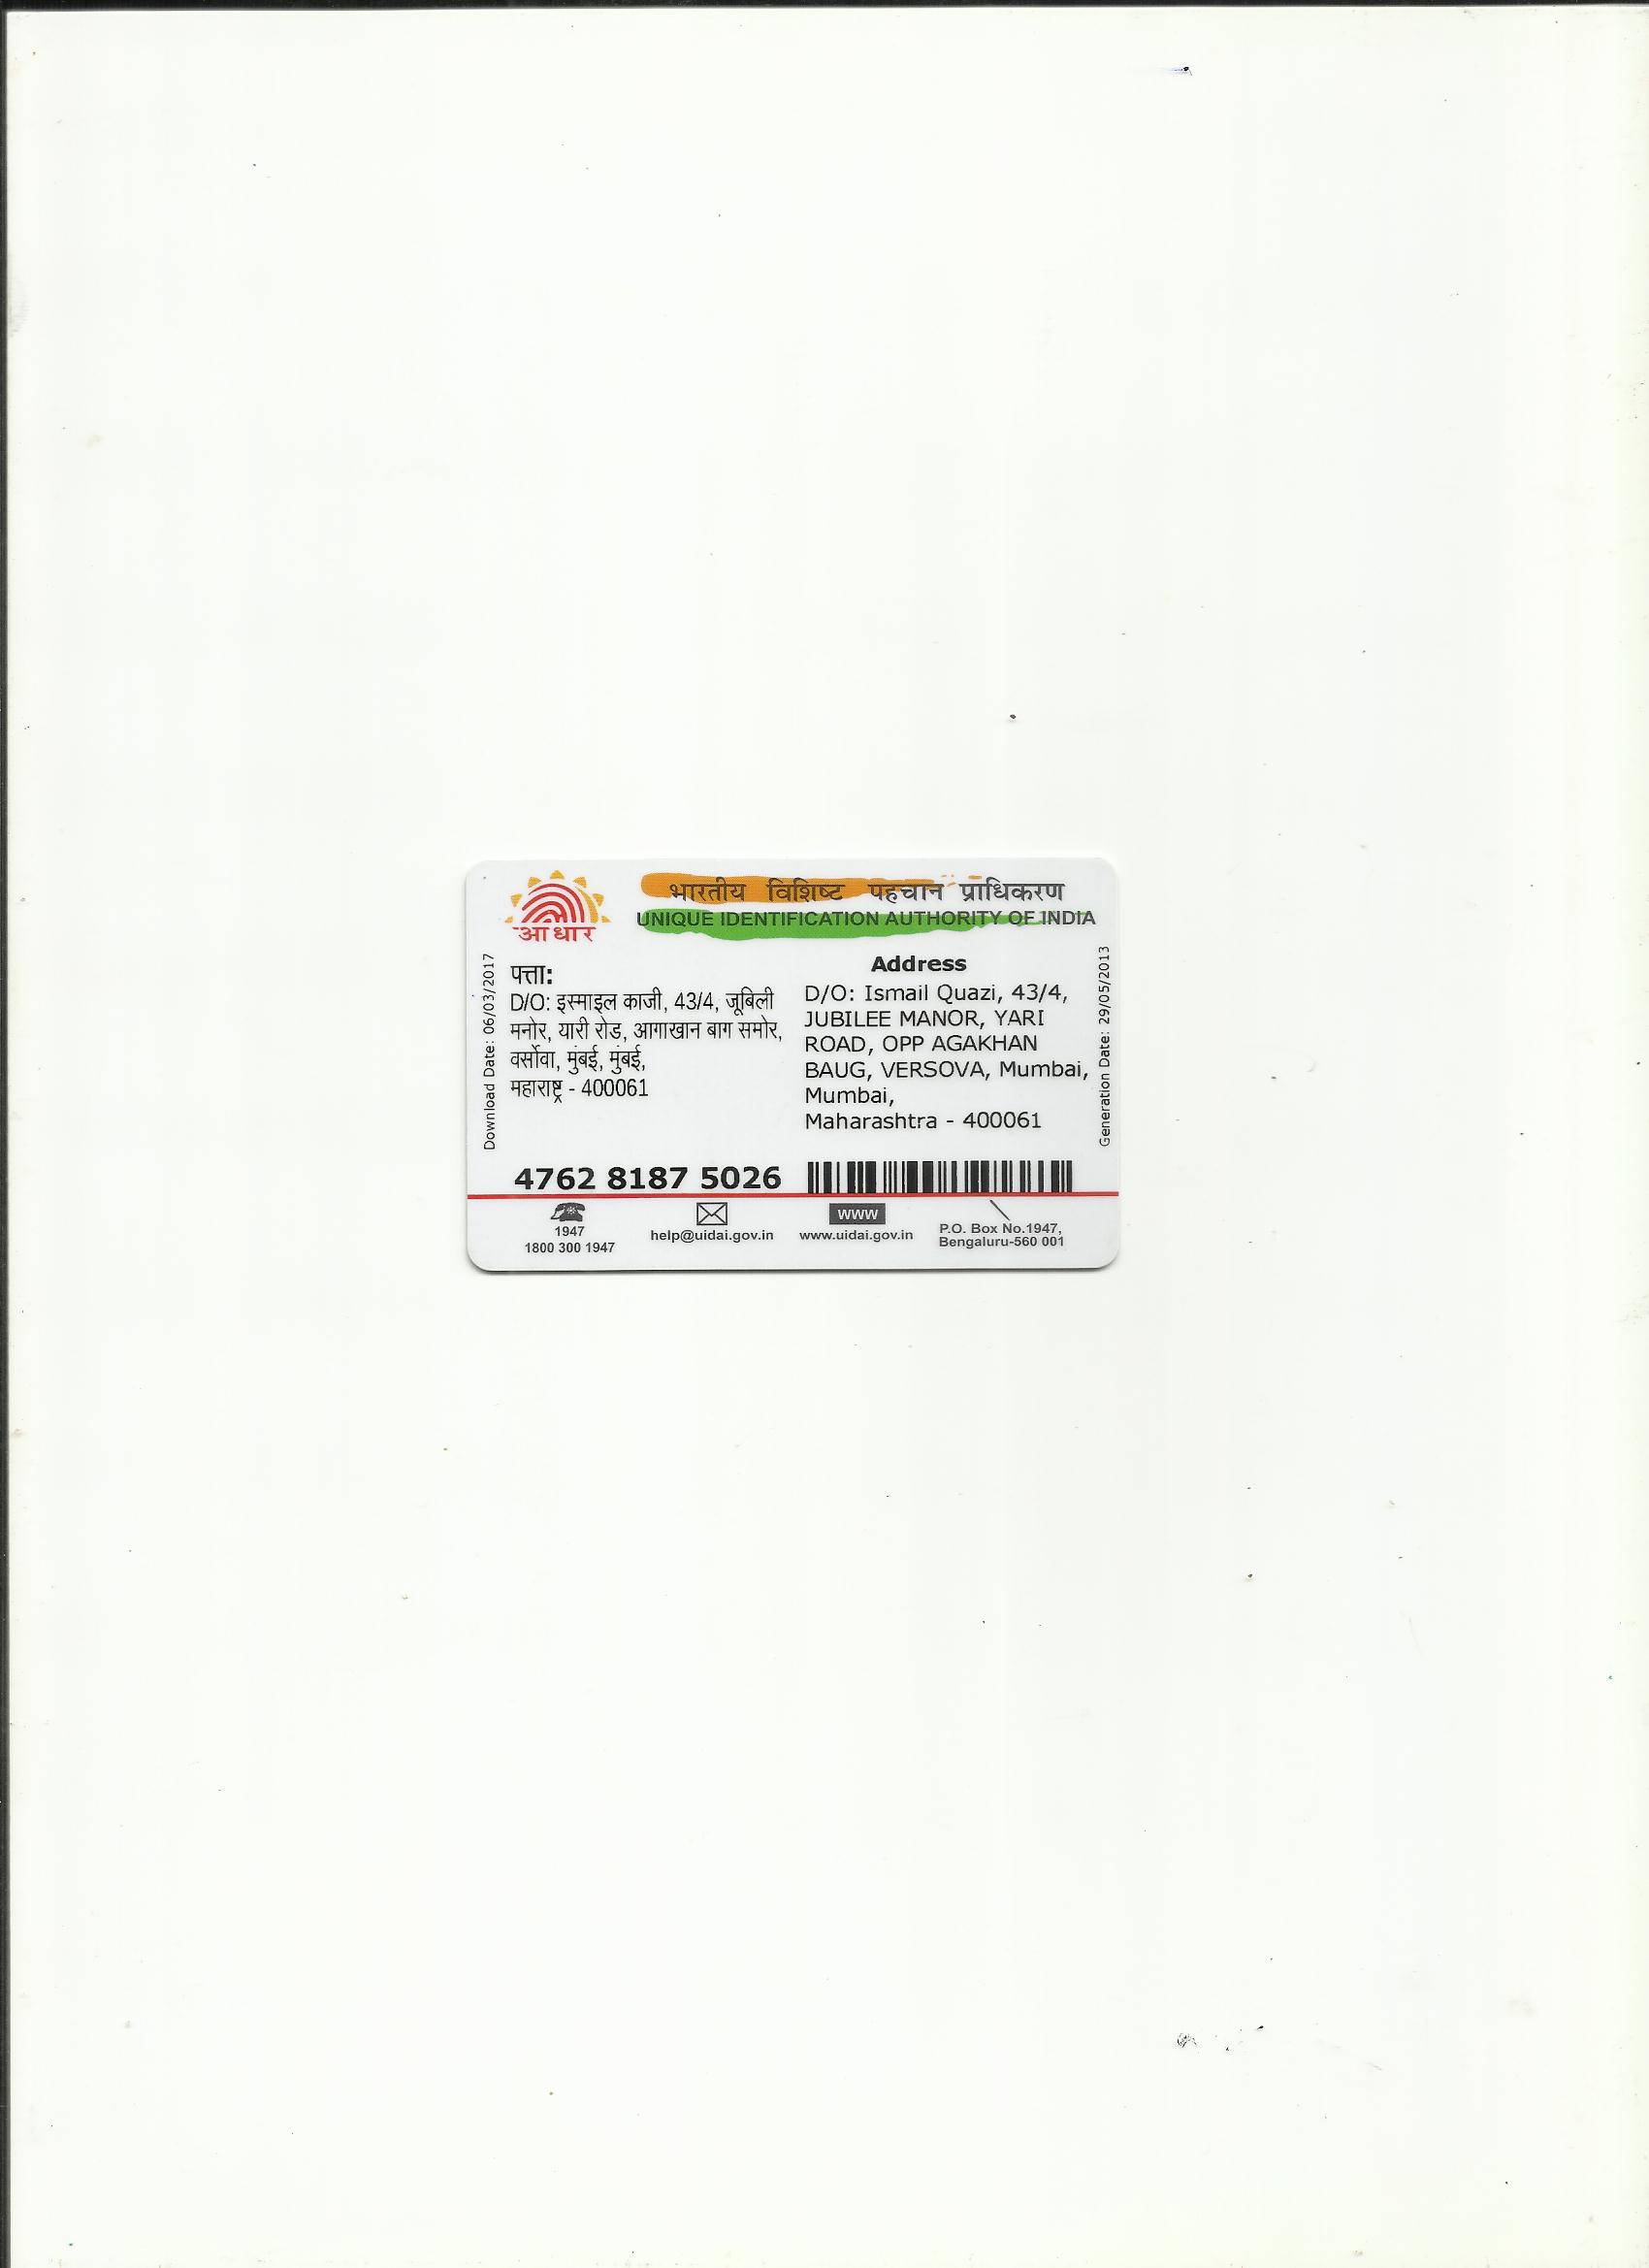 आधार
भारतीय विशिष्ट पहचान प्राधिकरण
UNIQUE IDENTIFICATION AUTHORITY OF INDIA
Download Date: 06/03/2017
पत्ता:
D/O: इस्माइल काजी, 43/4, जूबिली
मनोर, यारी रोड, आगाखान बाग समोर,
वर्सोवा, मुंबई, मुंबई,
महाराष्ट्र - 400061
Address
D/O: Ismail Quazi, 43/4,
JUBILEE MANOR, YARI
ROAD, OPP AGAKHAN
BAUG, VERSOVA, Mumbai,
Mumbai,
Maharashtra - 400061
Generation Date: 29/05/2013
4762 8187 5026
1947
1800 300 1947
help@uidai.gov.in
www
www.uidai.gov.in
P.O. Box No.1947,
Bengaluru-560 001